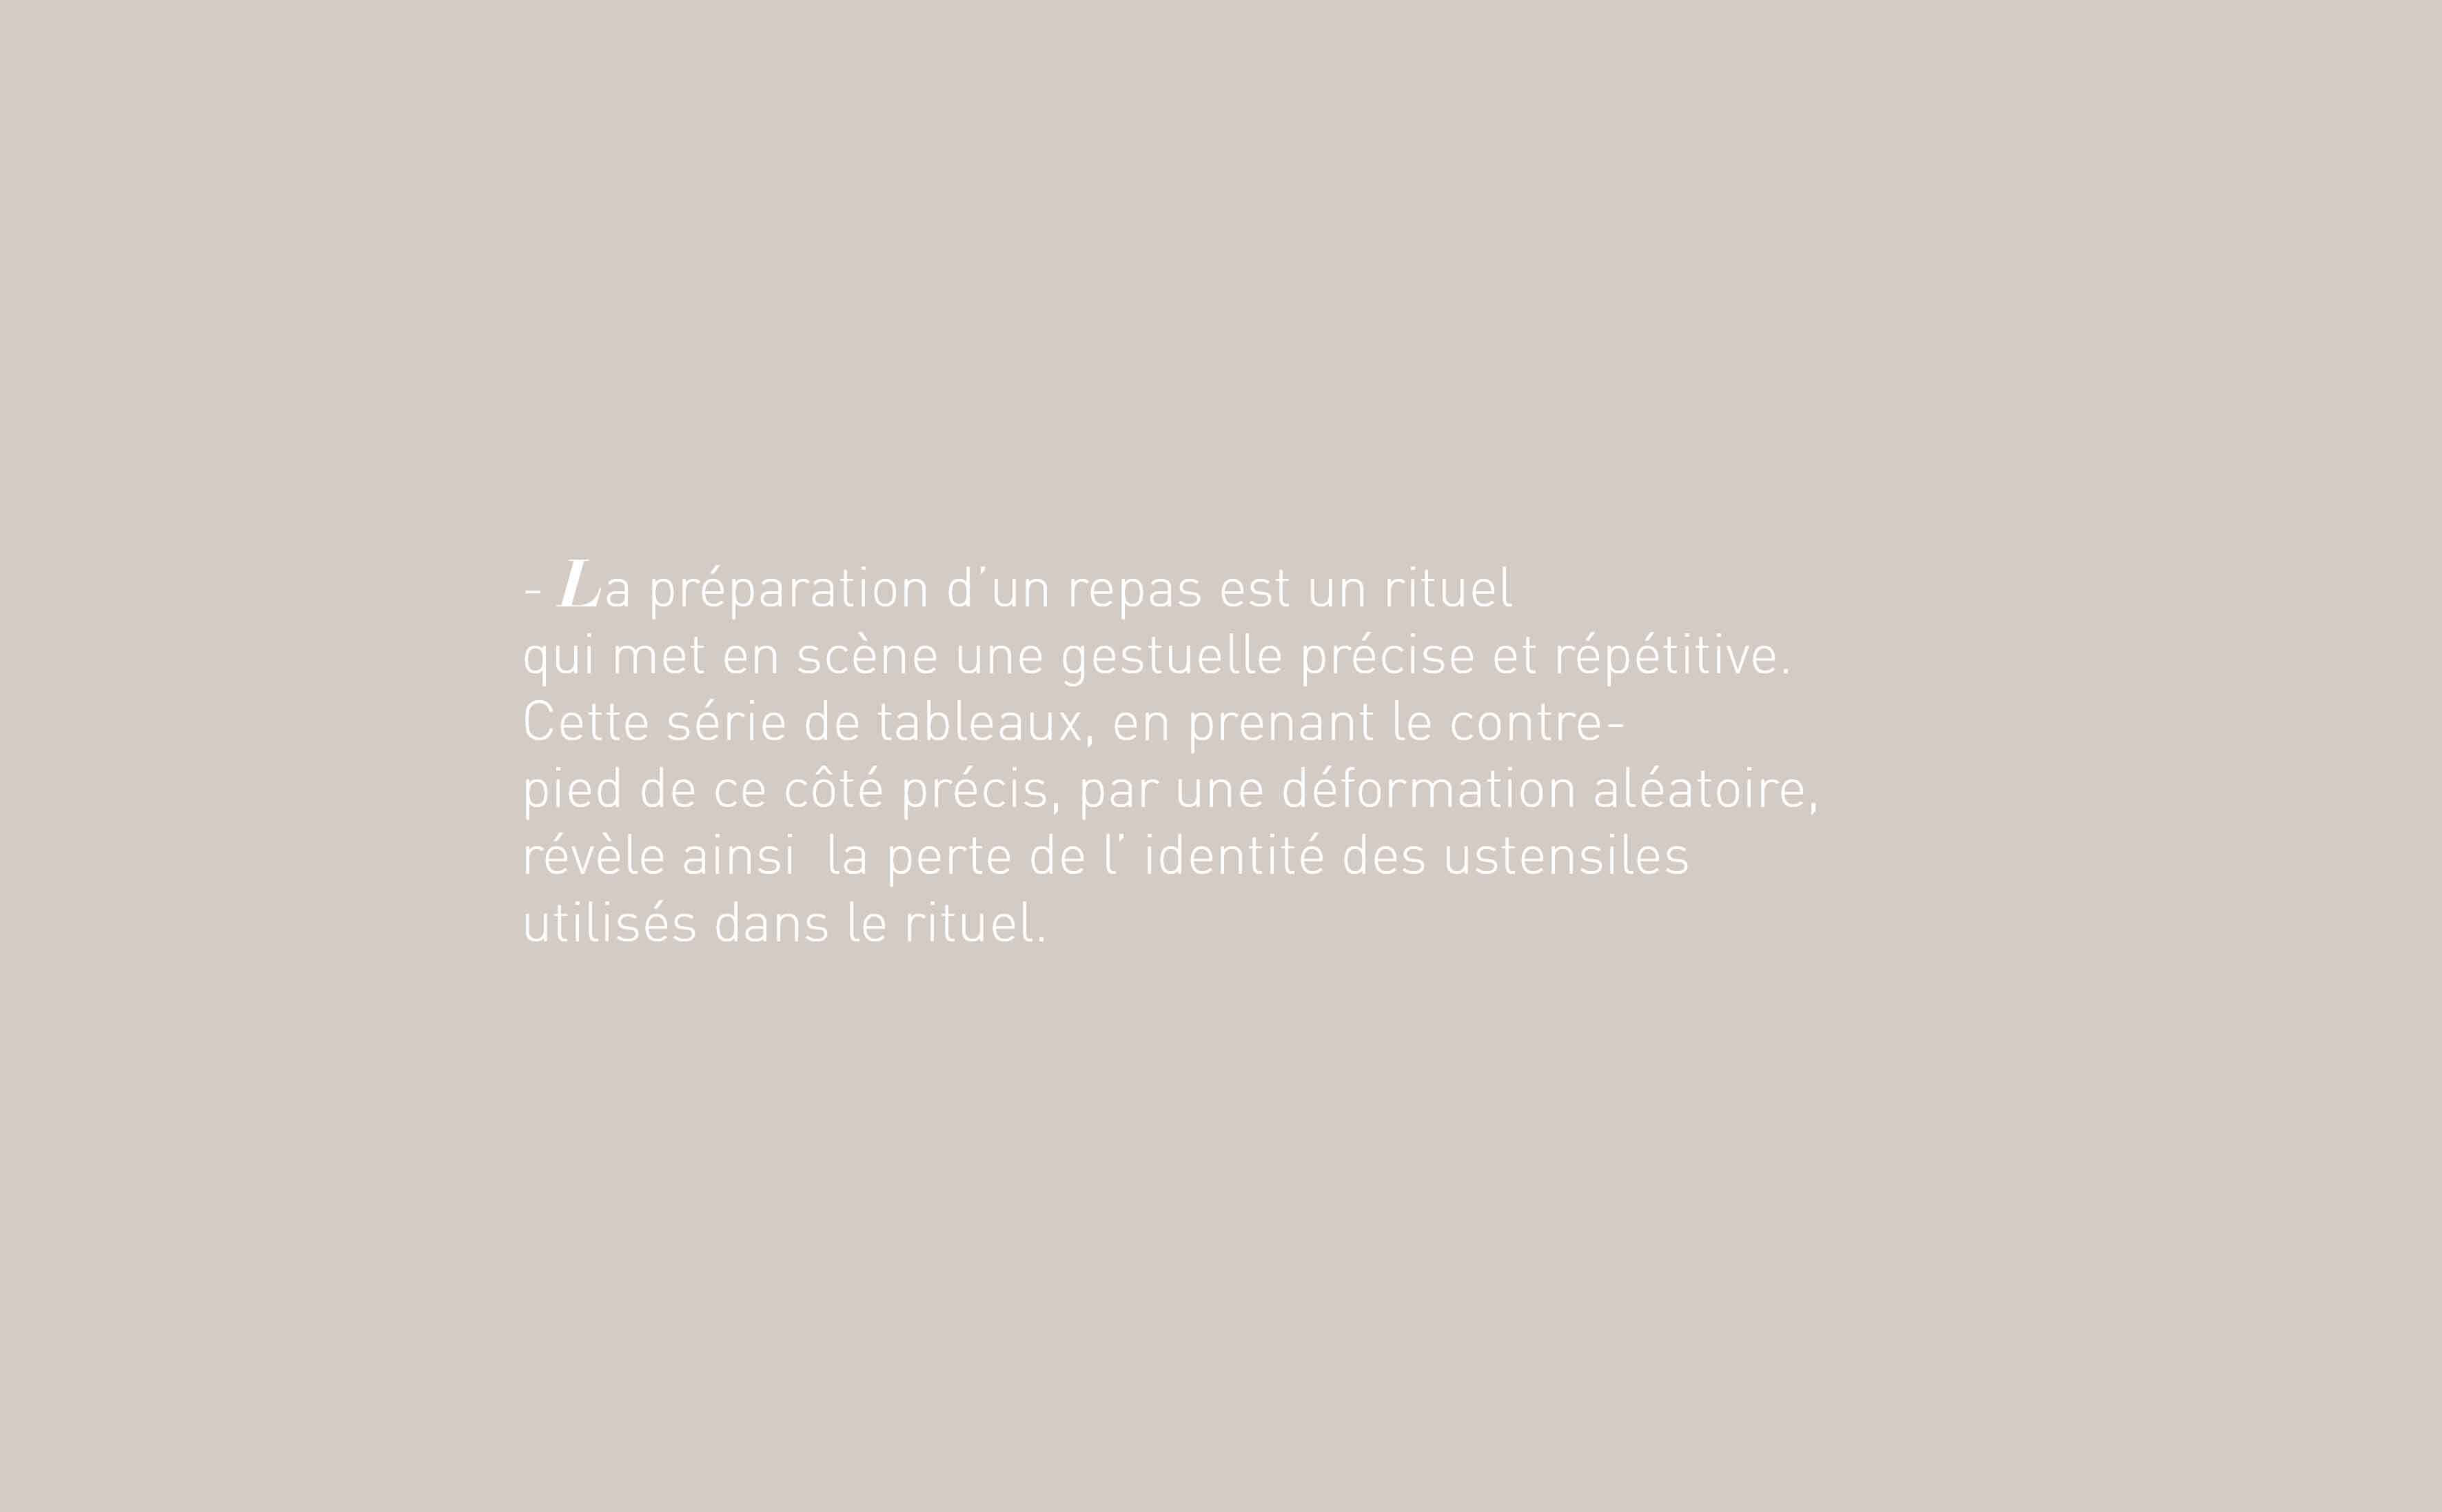 - La préparation d'un repas est un rituel
qui met en scène une gestuelle précise et répétitive.
Cette série de tableaux, en prenant le contre-
pied de ce côté précis, par une déformation aléatoire,
révèle ainsi  la perte de l' identité des ustensiles
utilisés dans le rituel.